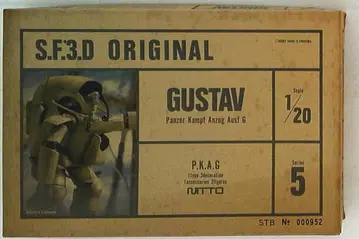 S.F.3.D ORIGINAL
GUSTAV
Panzer Kampf Anzug Ausf G
Scale
1/20
P.K.A.G
NITTO
Series
5
STB № 000952